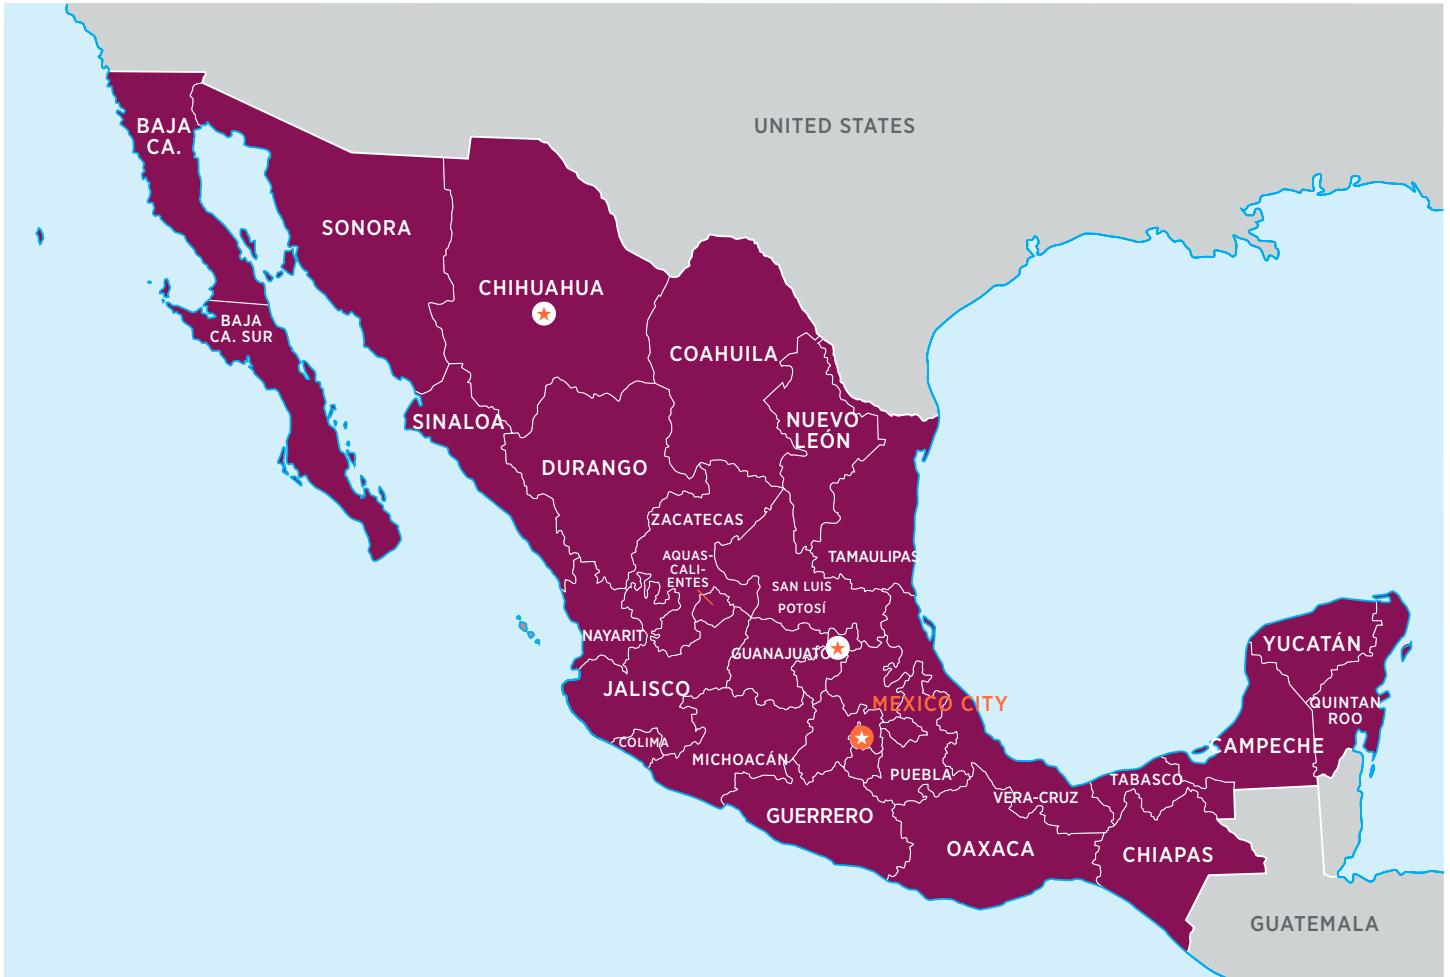 UNITED STATES
BAJA
CA.
SONORA
CHIHUAHUA
BAJA
CA. SUR
COAHUILA
SINALOA
NUEVO
LEÓN
DURANGO
ZACATECAS
AQUAS-
CALI-
ENTES
TAMAULIPAS
SAN LUIS
POTOSÍ
NAYARIT
GUANAJUATO
YUCATÁN
JALISCO
MEXICO CITY
QUINTAN
ROO
COLIMA
CAMPECHE
MICHOACÁN
PUEBLA
TABASCO
VERA-CRUZ
GUERRERO
OAXACA
CHIAPAS
GUATEMALA